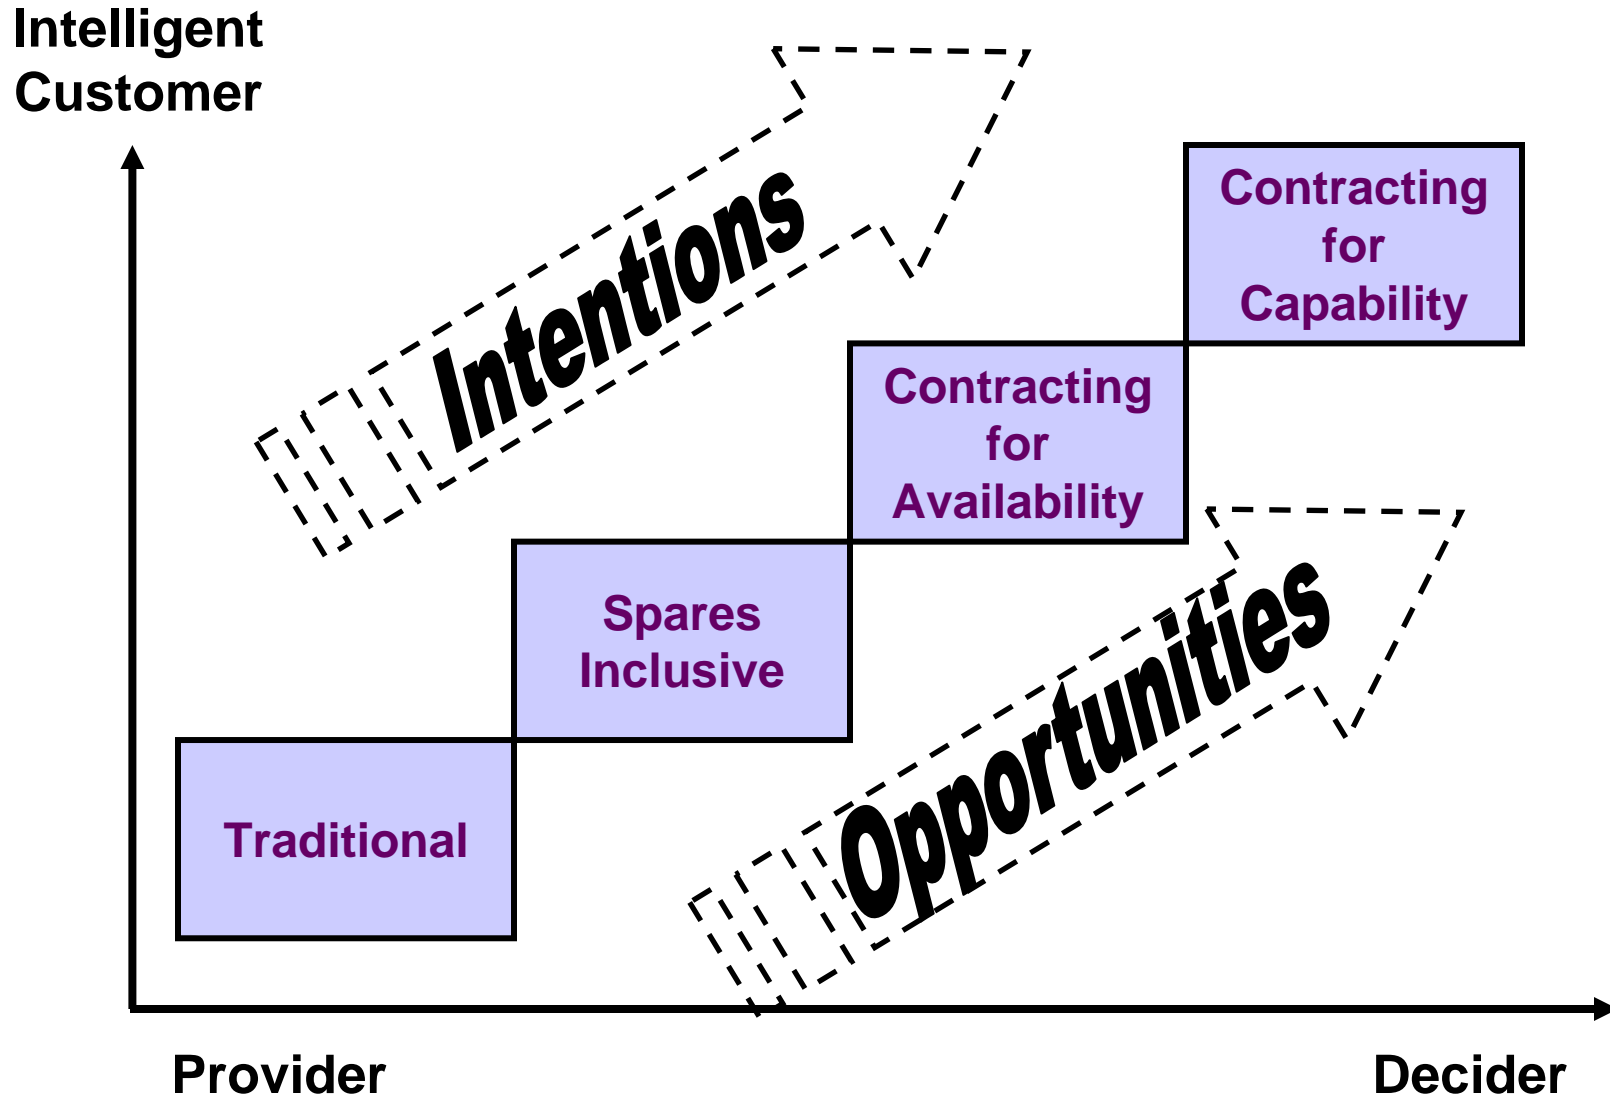 Intelligent
Customer
Intentions
Contracting
for
Capability
Contracting
for
Availability
Spares
Inclusive
Opportunities
Traditional
Provider
Decider